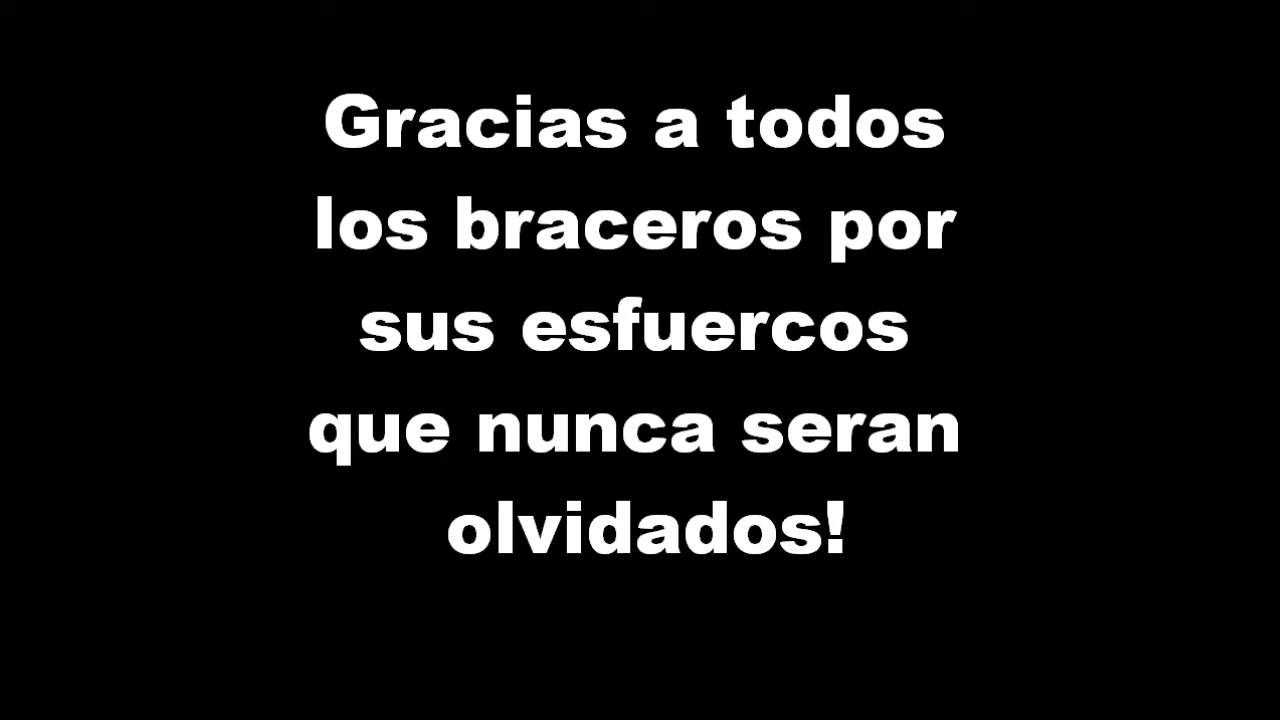 Gracias a todos
los braceros por
sus esfuercos
que nunca seran
olvidados!